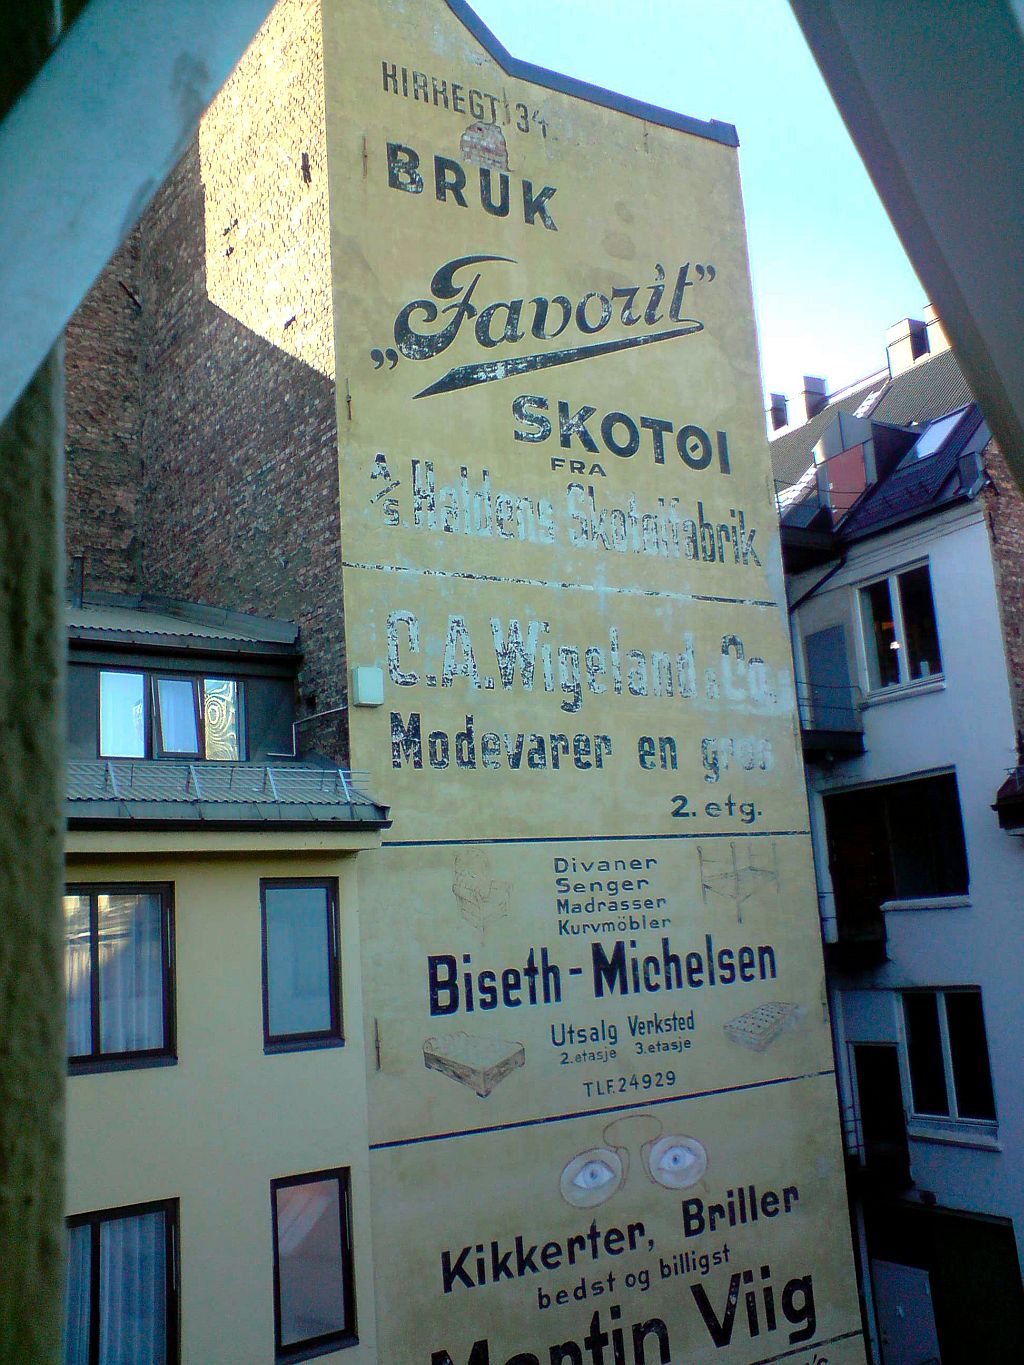 KIRKEGT 34.
BRUK
„Favorit”
SKOTØI
FRA
A/S Haldens Skotøifabrik
C.A. Wigeland & Co.
Modevarer en gros
2. etg.
Divaner
Senger
Madrasser
Kurvmöbler
Biseth-Michelsen
Utsalg Verksted
2.etasje 3.etasje
TLF. 24929
Kikkerter, Briller
bedst og billigst
Martin Viig